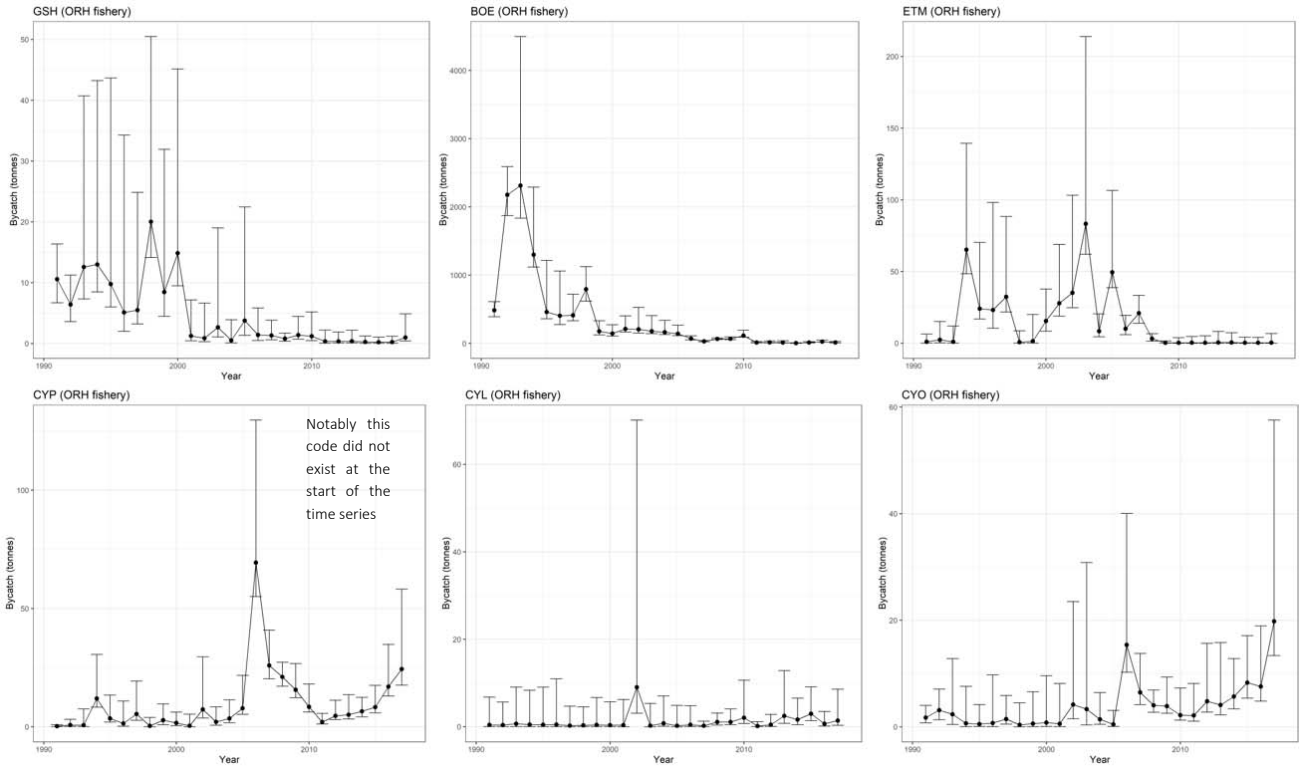 GSH (ORH fishery)
50
40
30
20
10
0
Bycatch (tonnes)
1990
2000
2010
Year
BOE (ORH fishery)
4000
3000
2000
1000
0
Bycatch (tonnes)
1990
2000
2010
Year
ETM (ORH fishery)
200
150
100
50
0
Bycatch (tonnes)
1990
2000
2010
Year
CYP (ORH fishery)
Notably this
code did not
exist at the
start of the
time series
100
50
0
Bycatch (tonnes)
1990
2000
2010
Year
CYL (ORH fishery)
60
40
20
0
Bycatch (tonnes)
1990
2000
2010
Year
CYO (ORH fishery)
60
40
20
0
Bycatch (tonnes)
1990
2000
2010
Year